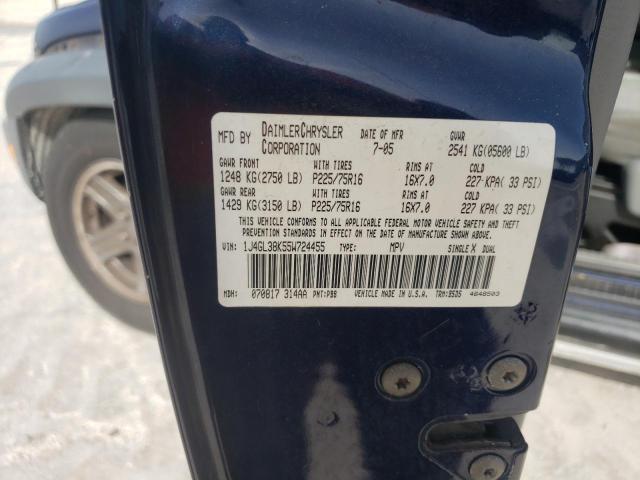 MFD BY DAIMLERCHRYSLER CORPORATION DATE OF MFR 7-05 GVWR 2541 KG(05600 LB)
GAWR FRONT WITH TIRES RIMS AT COLD
1248 KG(2750 LB) P225/75R16 16X7.0 227 KPA( 33 PSI)
GAWR REAR WITH TIRES RIMS AT COLD
1429 KG(3150 LB) P225/75R16 16X7.0 227 KPA( 33 PSI)
THIS VEHICLE CONFORMS TO ALL APPLICABLE FEDERAL MOTOR VEHICLE SAFETY AND THEFT
PREVENTION STANDARDS IN EFFECT ON THE DATE OF MANUFACTURE SHOWN ABOVE.
VIN: 1J4GL38K55W724455 TYPE: MPV SINGLE X DUAL
MDH: 070817 314AA PNT:PBB VEHICLE MADE IN U.S.A. TRM:B5D5 4648503